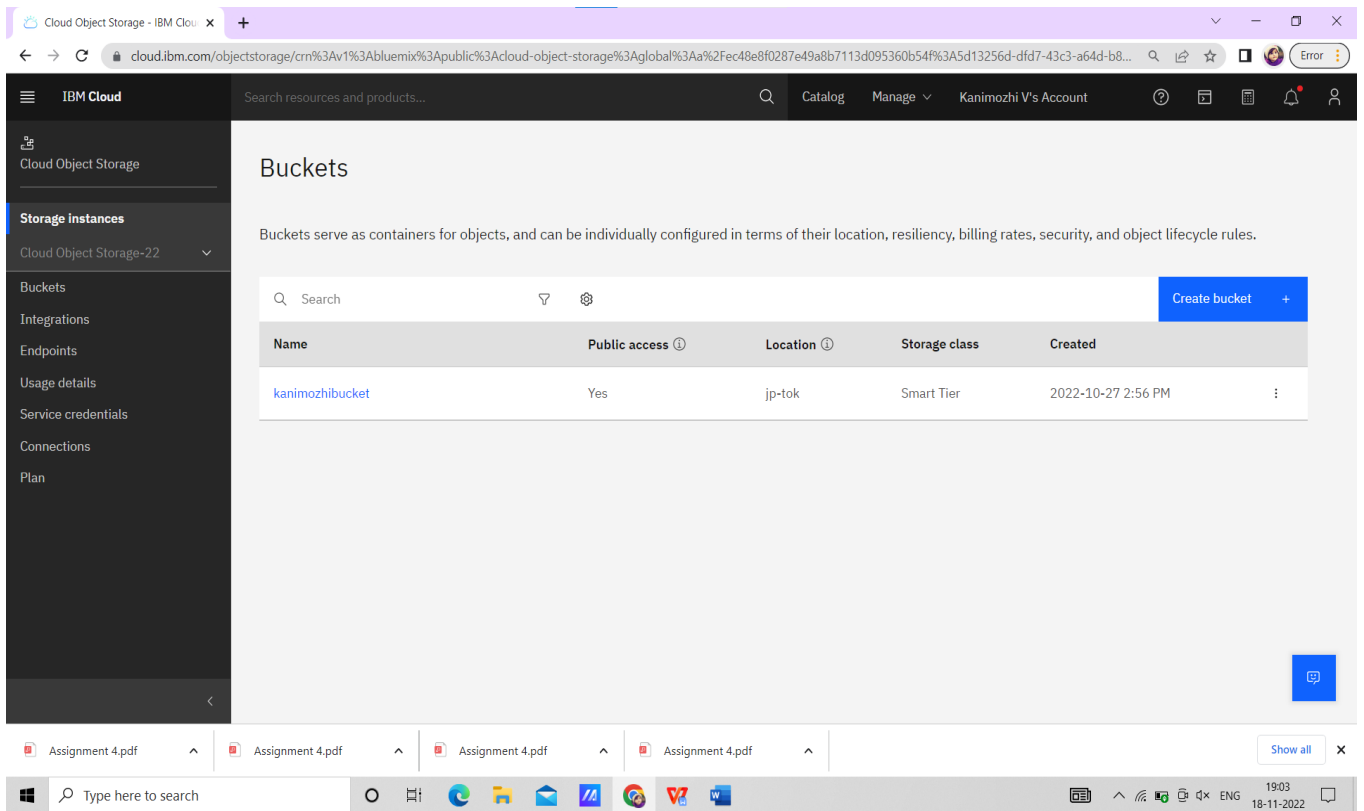 Cloud Object Storage - IBM Clou
cloud.ibm.com/objectstorage/crn%3Av1%3Abluemix%3Apublic%3Acloud-object-storage%3Aglobal%3Aa%2Fec48e8f0287e49a8b7113d095360b54f%3A5d13256d-dfd7-43c3-a64d-b8... Error
IBM Cloud Search resources and products... Catalog Manage Kanimozhi V's Account
Cloud Object Storage
Storage instances
Cloud Object Storage-22
Buckets
Integrations
Endpoints
Usage details
Service credentials
Connections
Plan
Buckets
Buckets serve as containers for objects, and can be individually configured in terms of their location, resiliency, billing rates, security, and object lifecycle rules.
Search Create bucket +
Name Public access Location Storage class Created
kanimozhibucket Yes jp-tok Smart Tier 2022-10-27 2:56 PM
Assignment 4.pdf Assignment 4.pdf Assignment 4.pdf Assignment 4.pdf Show all
Type here to search ENG 19:03
18-11-2022